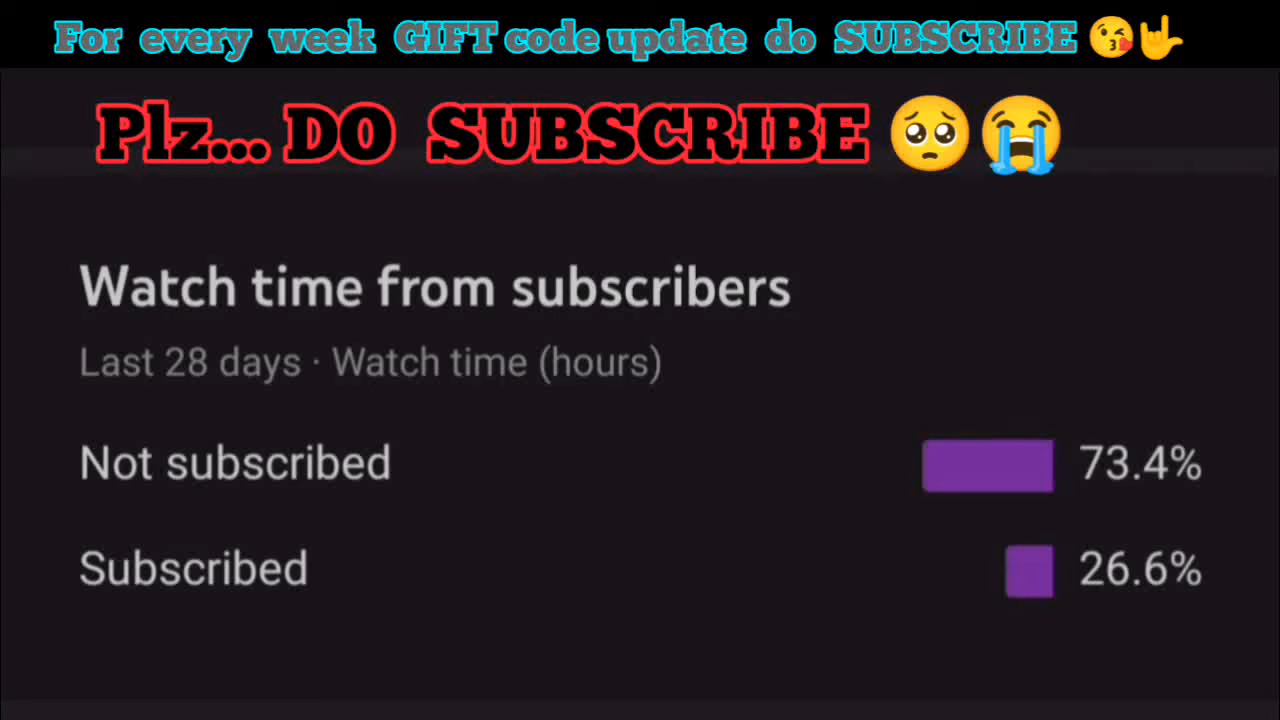 For every week GIFT code update do SUBSCRIBE 😘🤟
Plz... DO SUBSCRIBE 🥺😭
Watch time from subscribers
Last 28 days · Watch time (hours)
Not subscribed 73.4%
Subscribed 26.6%